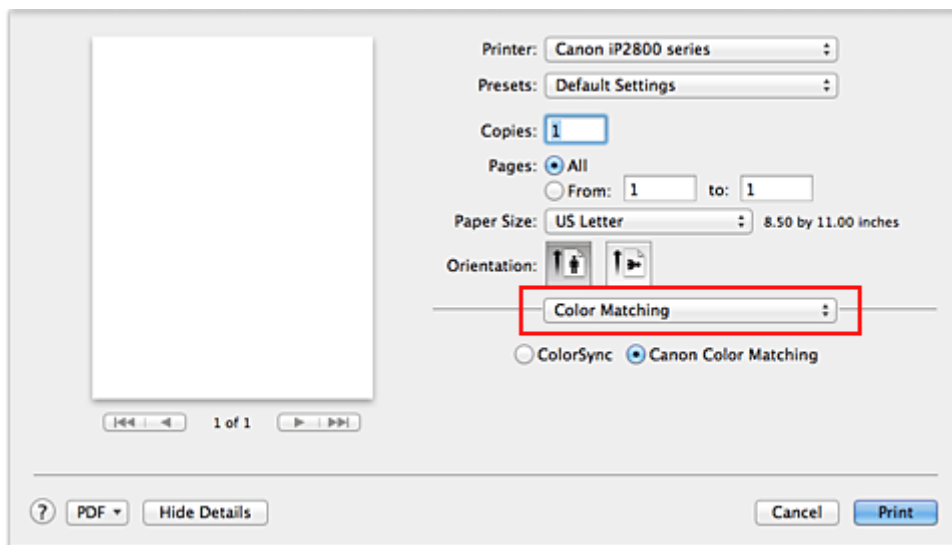 Printer: Canon iP2800 series
Presets: Default Settings
Copies: 1
Pages: All
From: 1 to: 1
Paper Size: US Letter 8.50 by 11.00 inches
Orientation:
Color Matching
ColorSync Canon Color Matching
1 of 1
? PDF Hide Details Cancel Print